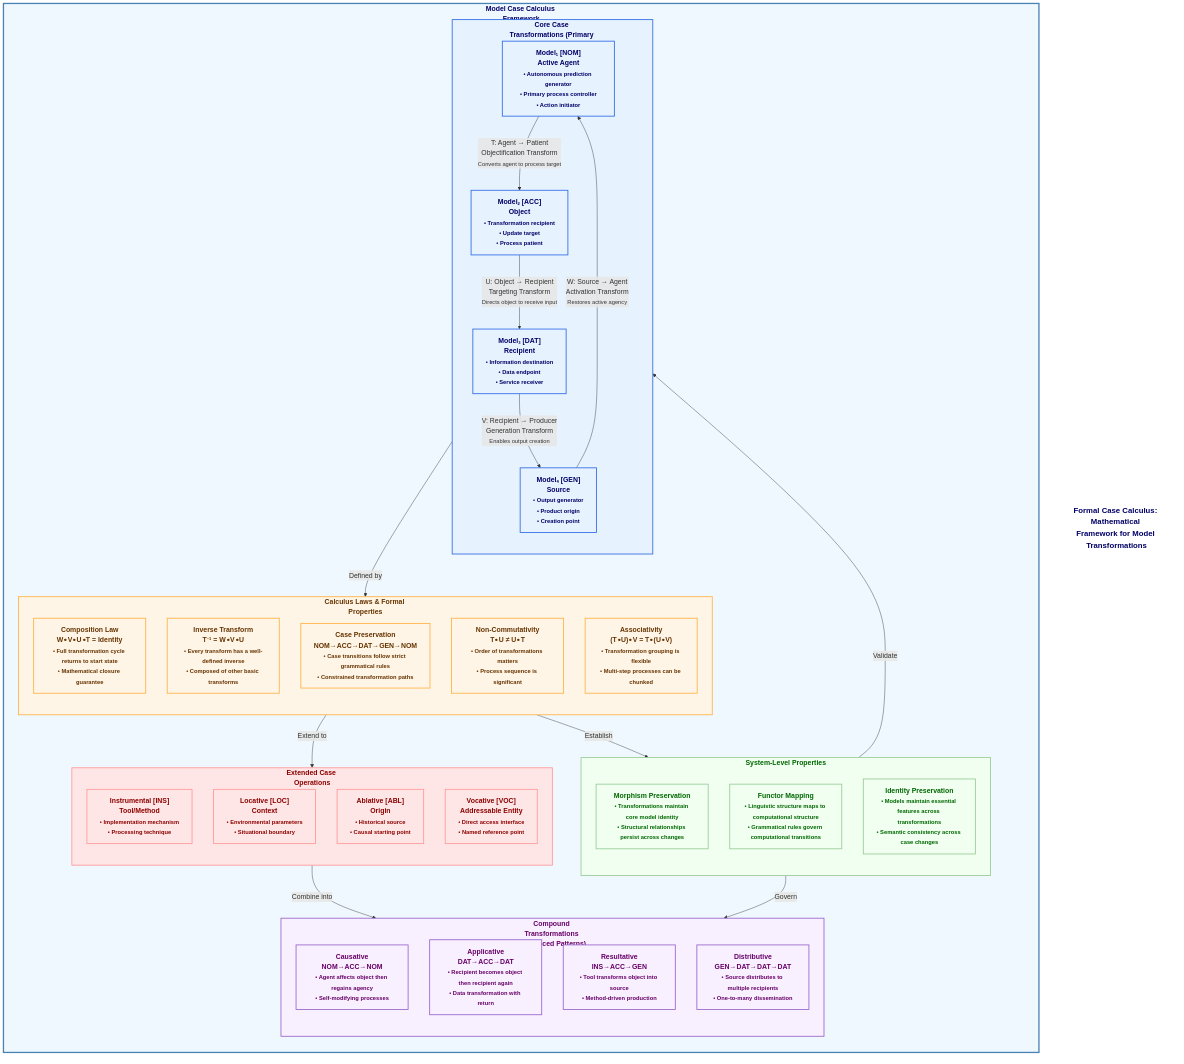 Model Case Calculus
Framework
Core Case
Transformations (Primary
Model₁ [NOM]
Active Agent
• Autonomous prediction
generator
• Primary process controller
• Action initiator
T: Agent → Patient
Objectification Transform
Converts agent to process target
Model₂ [ACC]
Object
• Transformation recipient
• Update target
• Process patient
U: Object → Recipient
Targeting Transform
Directs object to receive input
W: Source → Agent
Activation Transform
Restores active agency
Model₃ [DAT]
Recipient
• Information destination
• Data endpoint
• Service receiver
V: Recipient → Producer
Generation Transform
Enables output creation
Model₄ [GEN]
Source
• Output generator
• Product origin
• Creation point
Formal Case Calculus:
Mathematical
Framework for Model
Transformations
Defined by
Validate
Calculus Laws & Formal
Properties
Composition Law
W∘V∘U∘T = Identity
• Full transformation cycle
returns to start state
• Mathematical closure
guarantee
Inverse Transform
T⁻¹ = W∘V∘U
• Every transform has a well-
defined inverse
• Composed of other basic
transforms
Case Preservation
NOM→ACC→DAT→GEN→NOM
• Case transitions follow strict
grammatical rules
• Constrained transformation paths
Non-Commutativity
T∘U ≠ U∘T
• Order of transformations
matters
• Process sequence is
significant
Associativity
(T∘U)∘V = T∘(U∘V)
• Transformation grouping is
flexible
• Multi-step processes can be
chunked
Extend to
Establish
Extended Case
Operations
Instrumental [INS]
Tool/Method
• Implementation mechanism
• Processing technique
Locative [LOC]
Context
• Environmental parameters
• Situational boundary
Ablative [ABL]
Origin
• Historical source
• Causal starting point
Vocative [VOC]
Addressable Entity
• Direct access interface
• Named reference point
System-Level Properties
Morphism Preservation
• Transformations maintain
core model identity
• Structural relationships
persist across changes
Functor Mapping
• Linguistic structure maps to
computational structure
• Grammatical rules govern
computational transitions
Identity Preservation
• Models maintain essential
features across
transformations
• Semantic consistency across
case changes
Combine into
Govern
Compound
Transformations
Patterns)
Causative
NOM→ACC→NOM
• Agent affects object then
regains agency
• Self-modifying processes
Applicative
DAT→ACC→DAT
• Recipient becomes object
then recipient again
• Data transformation with
return
Resultative
INS→ACC→GEN
• Tool transforms object into
source
• Method-driven production
Distributive
GEN→DAT→DAT→DAT
• Source distributes to
multiple recipients
• One-to-many dissemination